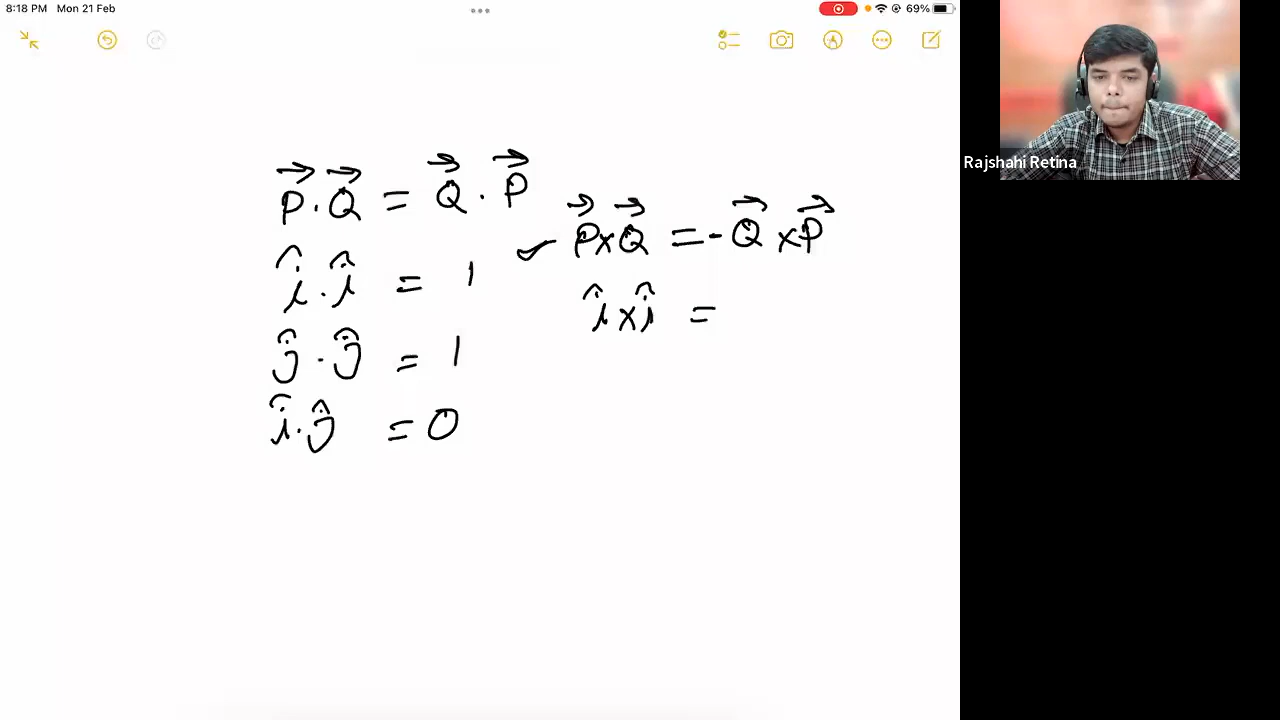 8:18 PM Mon 21 Feb
69%
Rajshahi Retina
P⃗ . Q⃗ = Q⃗ . P⃗
P⃗ x Q⃗ = - Q⃗ x P⃗
î . î = 1
î x î =
ĵ . ĵ = 1
î . ĵ = 0